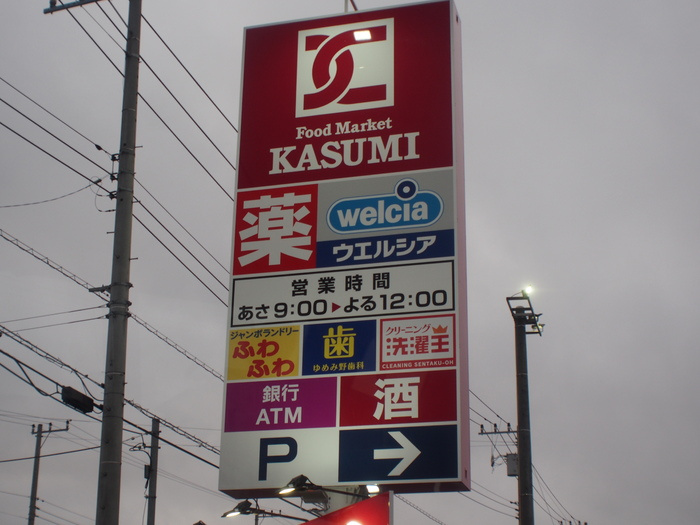 Food Market
KASUMI
薬
welcia
ウエルシア
営業時間
あさ9:00▶よる12:00
ジャンボランドリー
ふわ
ふわ
歯
ゆめみ野歯科
クリーニング
洗濯王
CLEANING SENTAKU-OH
銀行
ATM
酒
P →